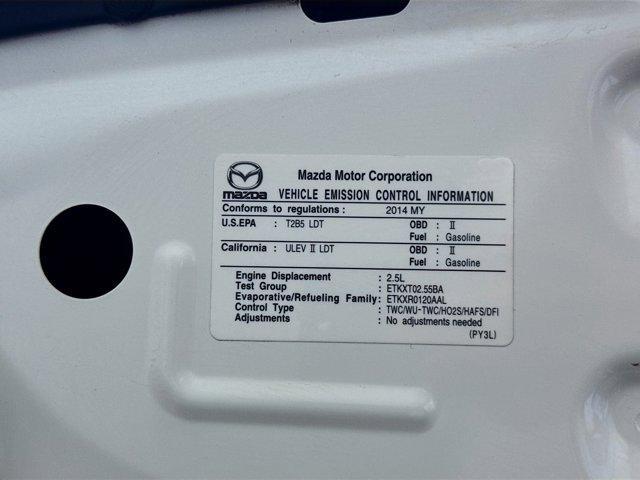 Mazda Motor Corporation
mazda VEHICLE EMISSION CONTROL INFORMATION
Conforms to regulations : 2014 MY
U.S.EPA : T2B5 LDT OBD : II
Fuel : Gasoline
California : ULEV II LDT OBD : II
Fuel : Gasoline
Engine Displacement : 2.5L
Test Group : ETKXT02.55BA
Evaporative/Refueling Family: ETKXR0120AAL
Control Type : TWC/WU-TWC/HO2S/HAFS/DFI
Adjustments : No adjustments needed
(PY3L)